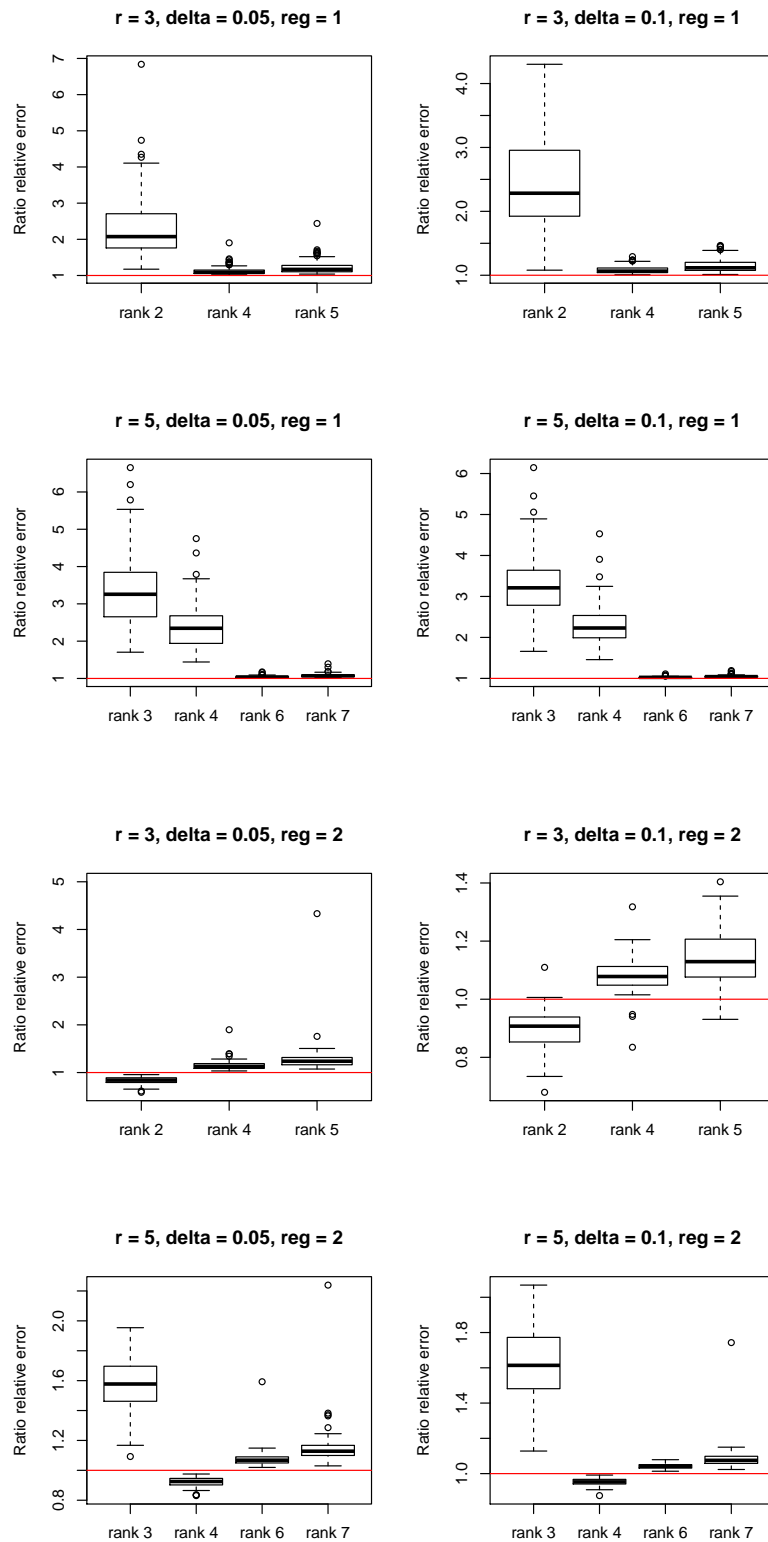 r = 3, delta = 0.05, reg = 1
Ratio relative error
7
6
5
4
3
2
1
rank 2 rank 4 rank 5
r = 3, delta = 0.1, reg = 1
Ratio relative error
4.0
3.0
2.0
1.0
rank 2 rank 4 rank 5
r = 5, delta = 0.05, reg = 1
Ratio relative error
6
5
4
3
2
1
rank 3 rank 4 rank 6 rank 7
r = 5, delta = 0.1, reg = 1
Ratio relative error
6
5
4
3
2
1
rank 3 rank 4 rank 6 rank 7
r = 3, delta = 0.05, reg = 2
Ratio relative error
5
4
3
2
1
rank 2 rank 4 rank 5
r = 3, delta = 0.1, reg = 2
Ratio relative error
1.4
1.2
1.0
0.8
rank 2 rank 4 rank 5
r = 5, delta = 0.05, reg = 2
Ratio relative error
2.0
1.6
1.2
0.8
rank 3 rank 4 rank 6 rank 7
r = 5, delta = 0.1, reg = 2
Ratio relative error
1.8
1.4
1.0
rank 3 rank 4 rank 6 rank 7